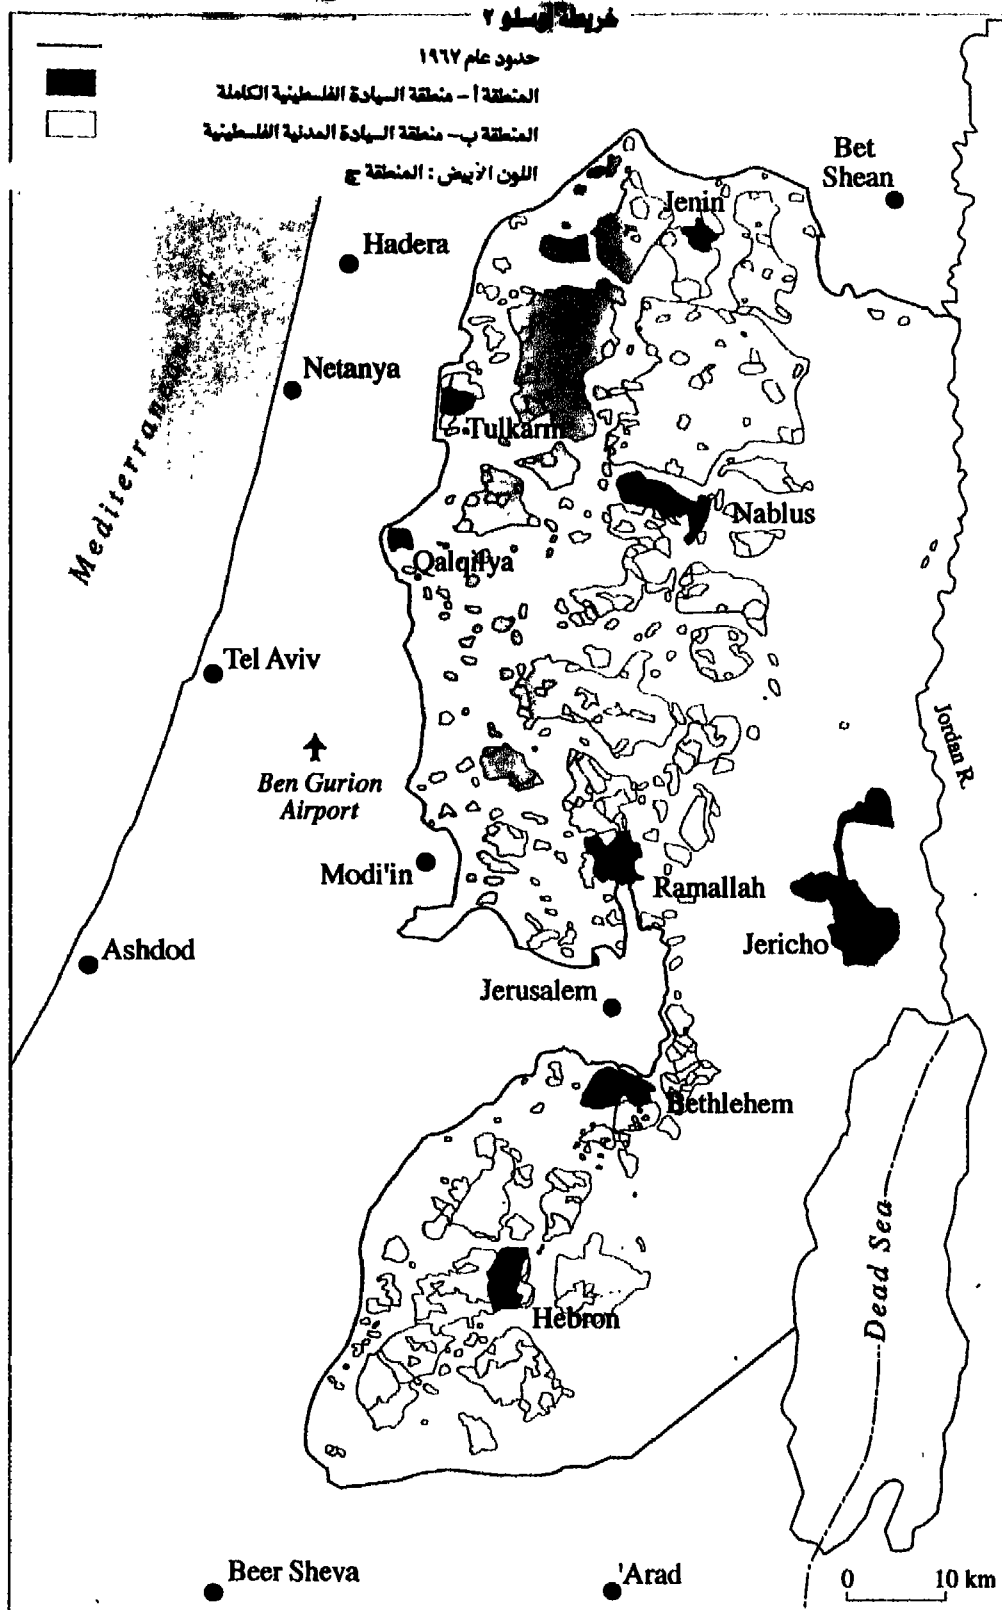 خريطة أوسلو ٢
حدود عام ١٩٦٧
المنطقة أ – منطقة السيادة الفلسطينية الكاملة
المنطقة ب – منطقة السيادة المدنية الفلسطينية
اللون الأبيض : المنطقة ج
Bet
Shean
Jenin
Hadera
Mediterranean Sea
Netanya
Tulkarm
Nablus
Qalqilya
Tel Aviv
Jordan R.
Ben Gurion
Airport
Modi'in
Ramallah
Jericho
Ashdod
Jerusalem
Bethlehem
Dead Sea
Hebron
Beer Sheva
'Arad
0 10 km